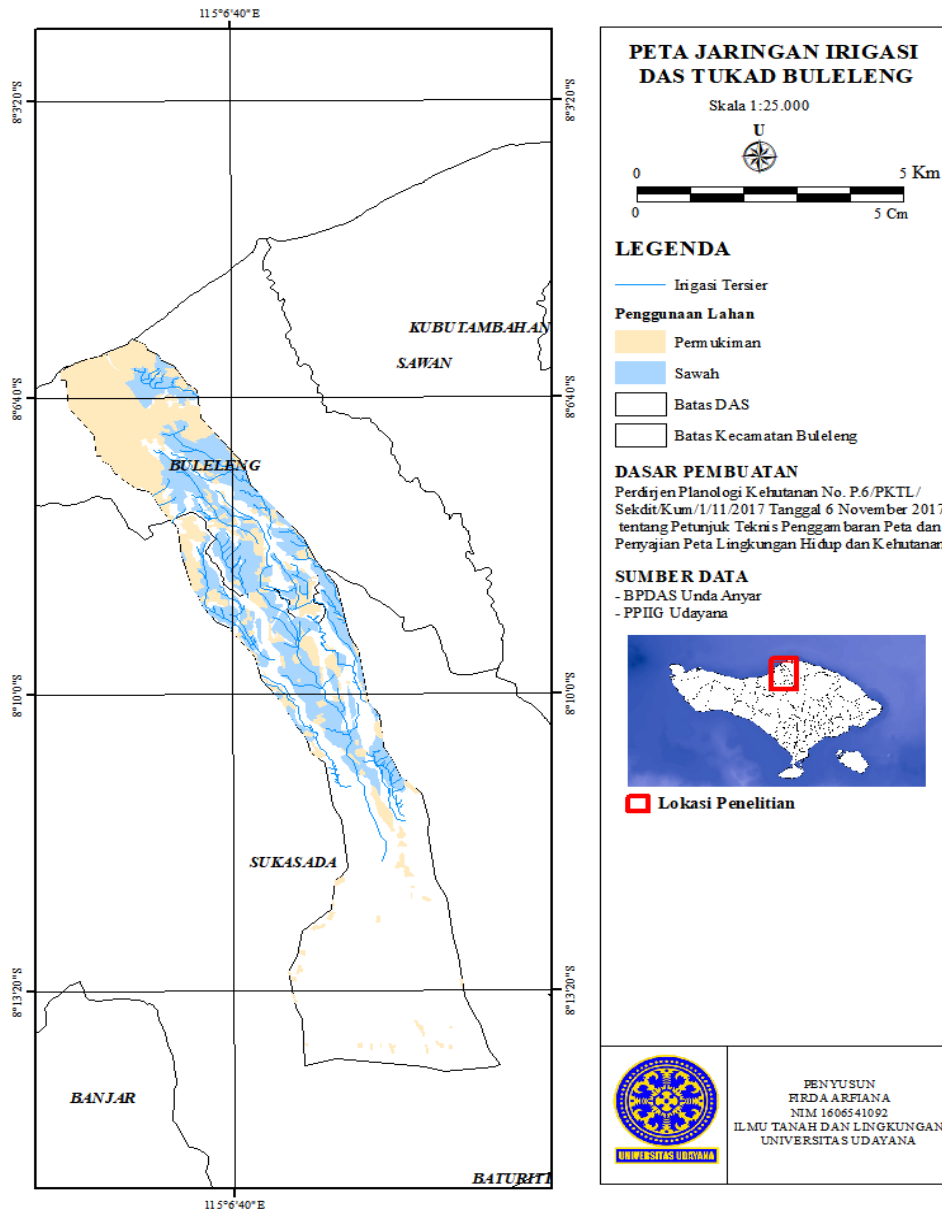 115°6'40"E
8°3'20"S
8°3'20"S
KUBUTAMBAHAN
SAWAN
8°6'40"S
8°6'40"S
BULELENG
8°10'0"S
8°10'0"S
SUKASADA
8°13'20"S
8°13'20"S
BANJAR
BATURITI
115°6'40"E
PETA JARINGAN IRIGASI
DAS TUKAD BULELENG
Skala 1:25.000
U
0 5 Km
0 5 Cm
LEGENDA
Irigasi Tersier
Penggunaan Lahan
Permukiman
Sawah
Batas DAS
Batas Kecamatan Buleleng
DASAR PEMBUATAN
Perdirjen Planologi Kehutanan No. P.6/PKTL/
Sekdit/Kum/1/11/2017 Tanggal 6 November 2017
tentang Petunjuk Teknis Penggambaran Peta dan
Penyajian Peta Lingkungan Hidup dan Kehutanan
SUMBER DATA
- BPDAS Unda Anyar
- PPIIG Udayana
Lokasi Penelitian
UNIVERSITAS UDAYANA
PENYUSUN
FIRDA ARFIANA
NIM 1606541092
ILMU TANAH DAN LINGKUNGAN
UNIVERSITAS UDAYANA